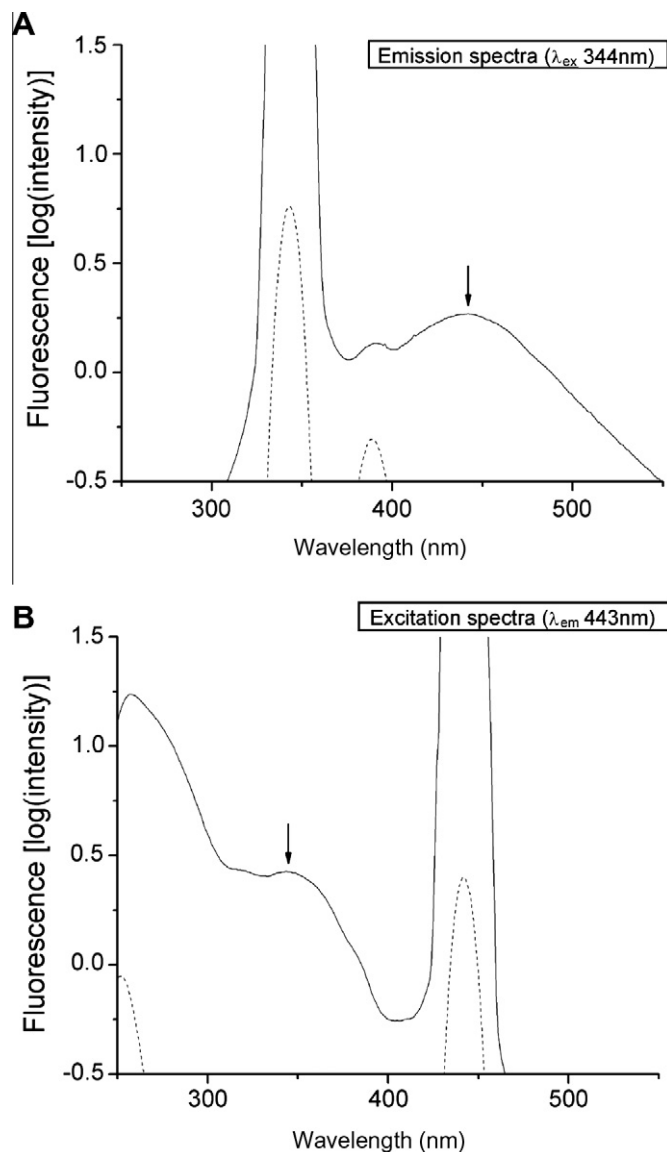 A
Emission spectra (λex 344nm)
Fluorescence [log(intensity)]
1.5
1.0
0.5
0.0
-0.5
300 400 500
Wavelength (nm)
B
Excitation spectra (λem 443nm)
Fluorescence [log(intensity)]
1.5
1.0
0.5
0.0
-0.5
300 400 500
Wavelength (nm)